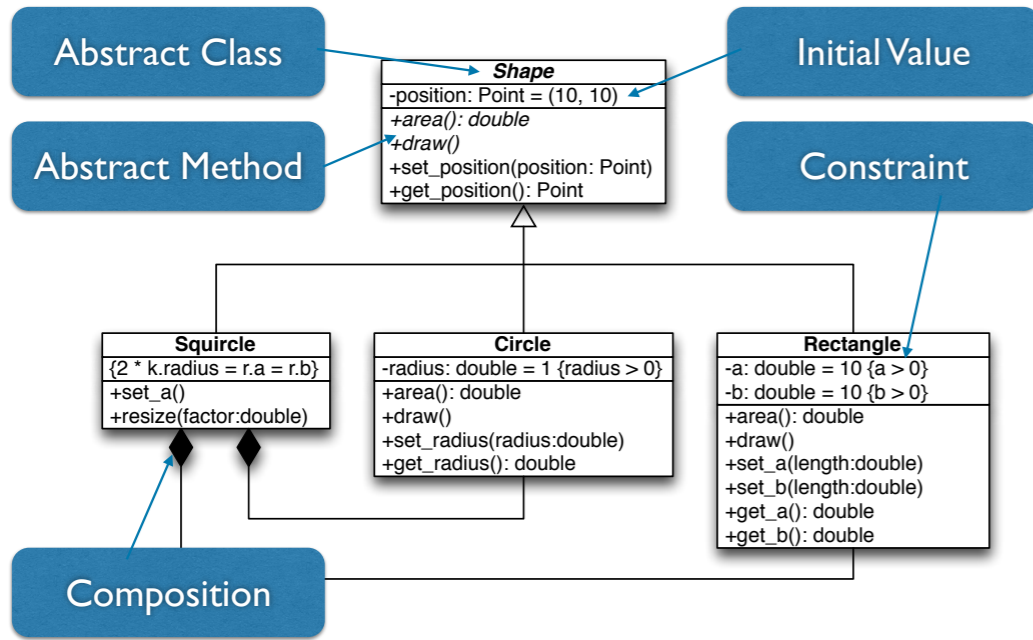 Abstract Class
Initial Value
Abstract Method
Constraint
Shape
-position: Point = (10, 10)
+area(): double
+draw()
+set_position(position: Point)
+get_position(): Point
Squircle
{2 * k.radius = r.a = r.b}
+set_a()
+resize(factor:double)
Circle
-radius: double = 1 {radius > 0}
+area(): double
+draw()
+set_radius(radius:double)
+get_radius(): double
Rectangle
-a: double = 10 {a > 0}
-b: double = 10 {b > 0}
+area(): double
+draw()
+set_a(length:double)
+set_b(length:double)
+get_a(): double
+get_b(): double
Composition